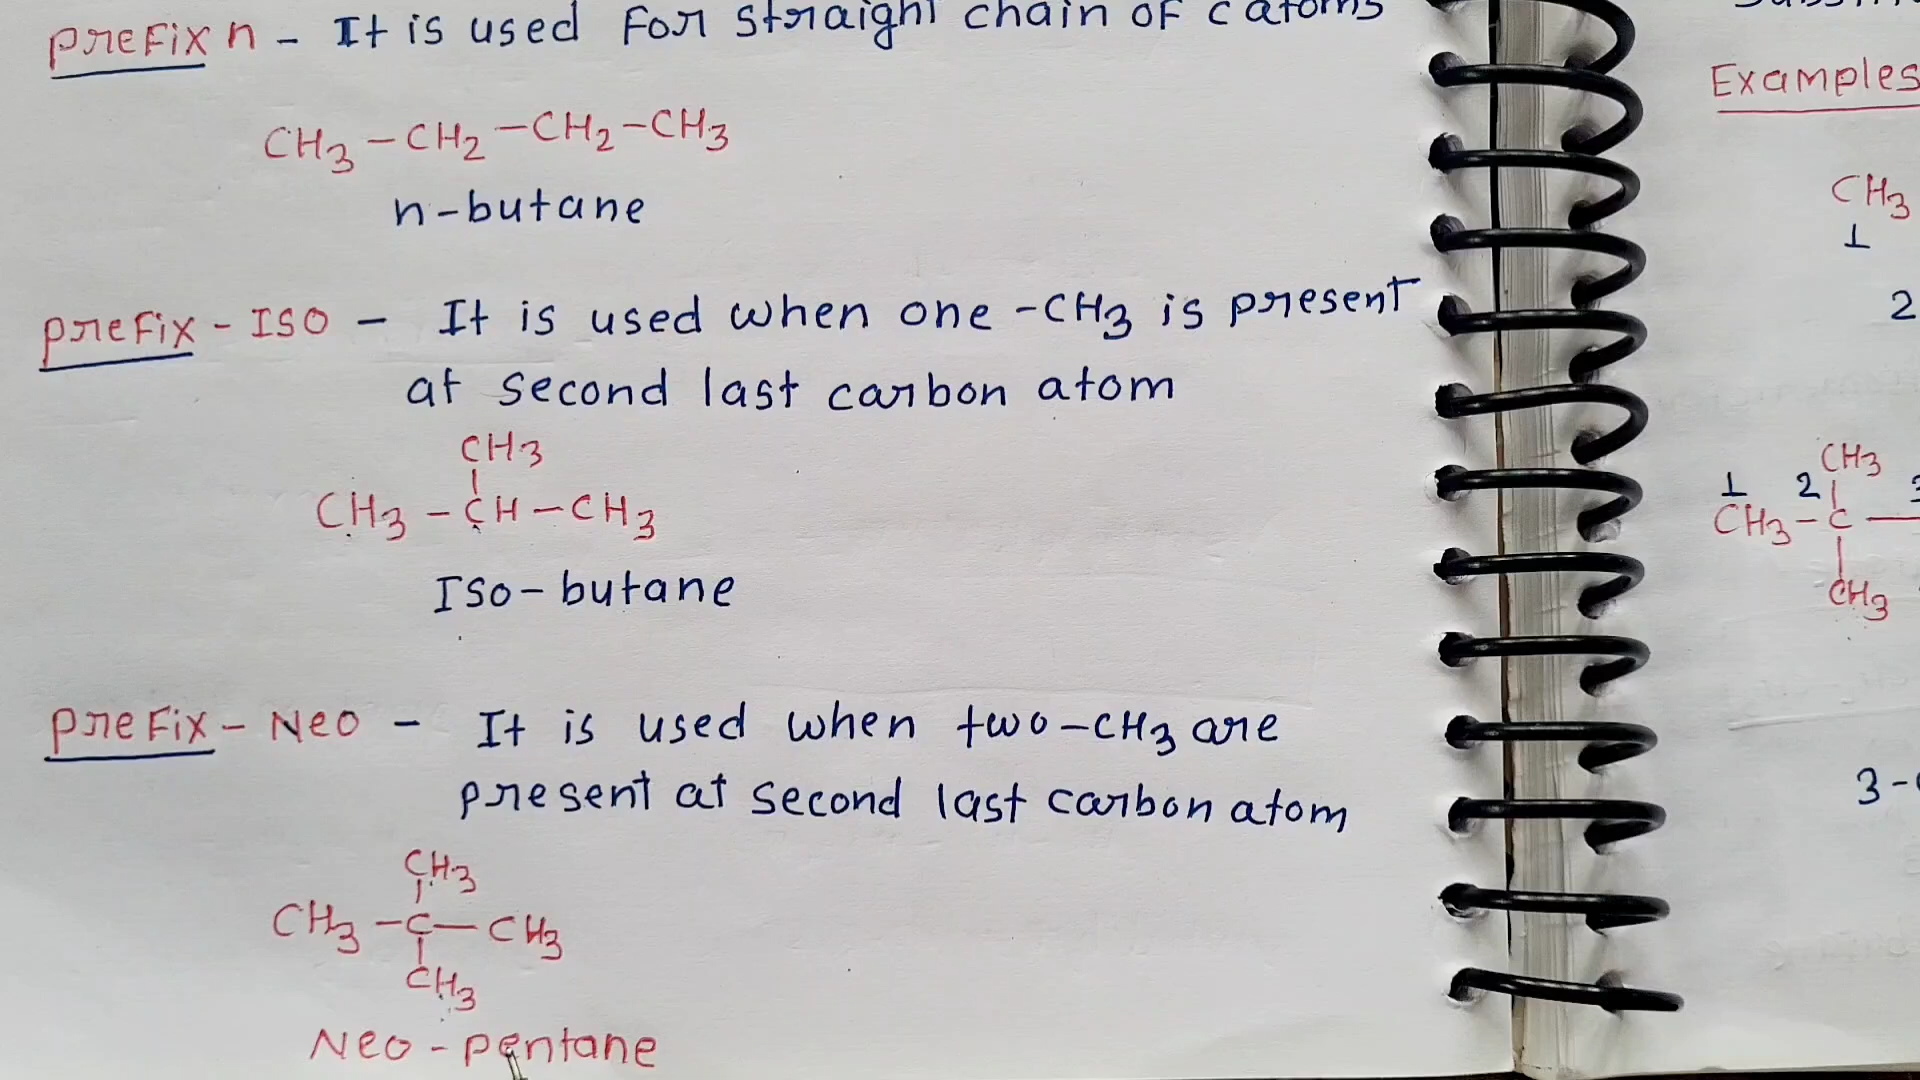 prefix n - It is used for straight chain of c atoms
CH3-CH2-CH2-CH3
n-butane
prefix - ISO - It is used when one -CH3 is present
at second last carbon atom
CH3
CH3-CH-CH3
Iso-butane
prefix - Neo - It is used when two -CH3 are
present at second last carbon atom
CH3
CH3-C-CH3
CH3
Neo-pentane
Examples
CH3
1
2
CH3
1 2
CH3-C-
CH3
3-